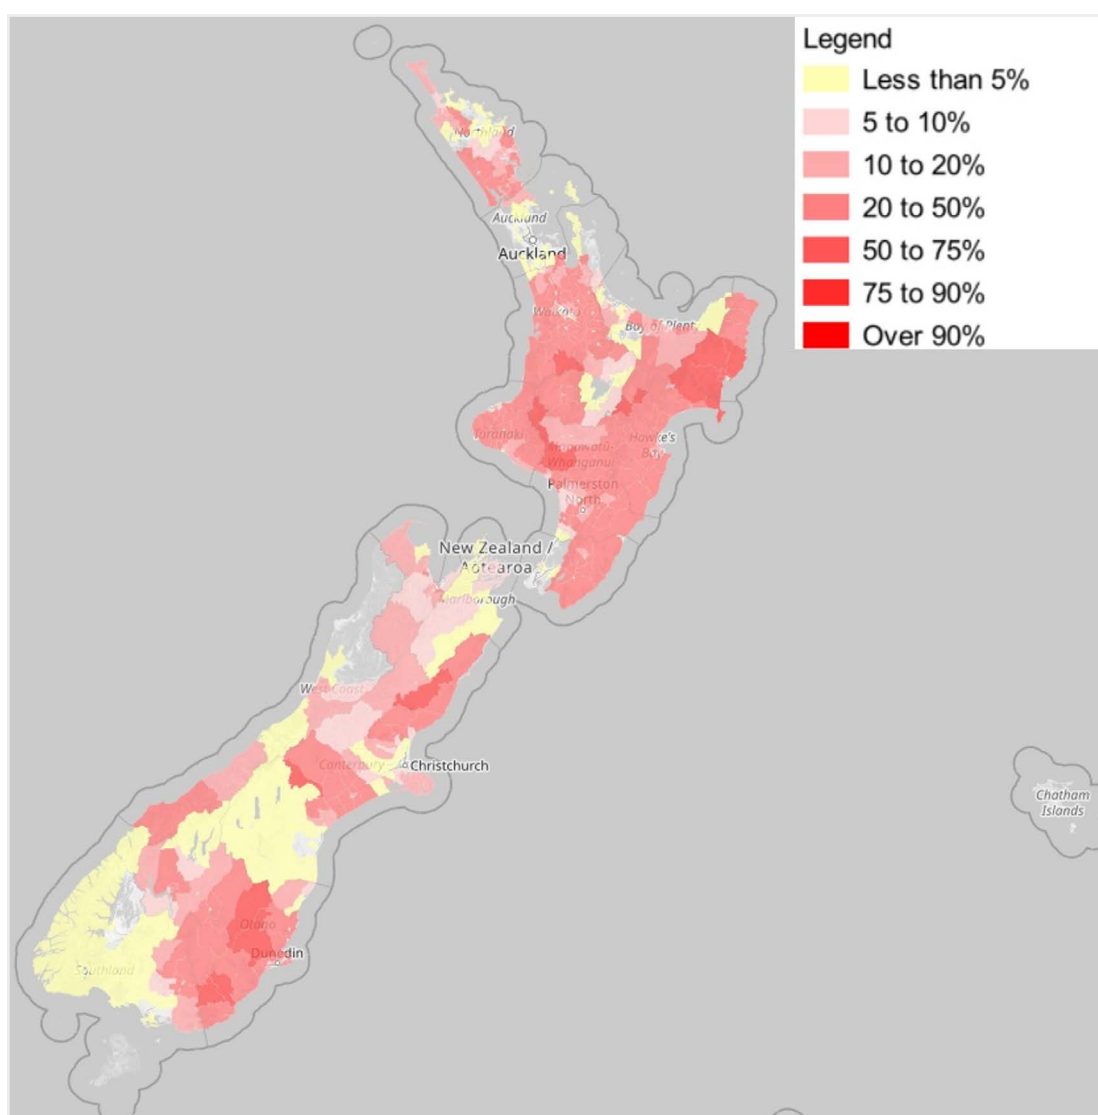 Legend
Less than 5%
5 to 10%
10 to 20%
20 to 50%
50 to 75%
75 to 90%
Over 90%
Northland
Auckland
Auckland
Waikato
Bay of Plenty
Taranaki
Hawke's
Bay
Manawatū-
Whanganui
Palmerston
North
New Zealand /
Aotearoa
Marlborough
West Coast
Canterbury
Christchurch
Chatham
Islands
Otago
Dunedin
Southland